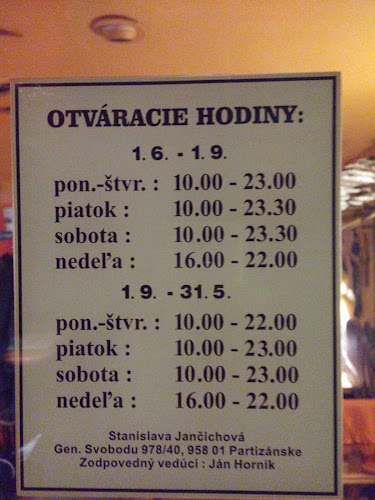 OTVÁRACIE HODINY:
1. 6. - 1. 9.
pon.-štvr. : 10.00 - 23.00
piatok : 10.00 - 23.30
sobota : 10.00 - 23.30
nedeľa : 16.00 - 22.00
1. 9. - 31. 5.
pon.-štvr. : 10.00 - 22.00
piatok : 10.00 - 23.00
sobota : 10.00 - 23.00
nedeľa : 16.00 - 22.00
Stanislava Jančichová
Gen. Svobodu 978/40, 958 01 Partizánske
Zodpovedný vedúci : Ján Horník